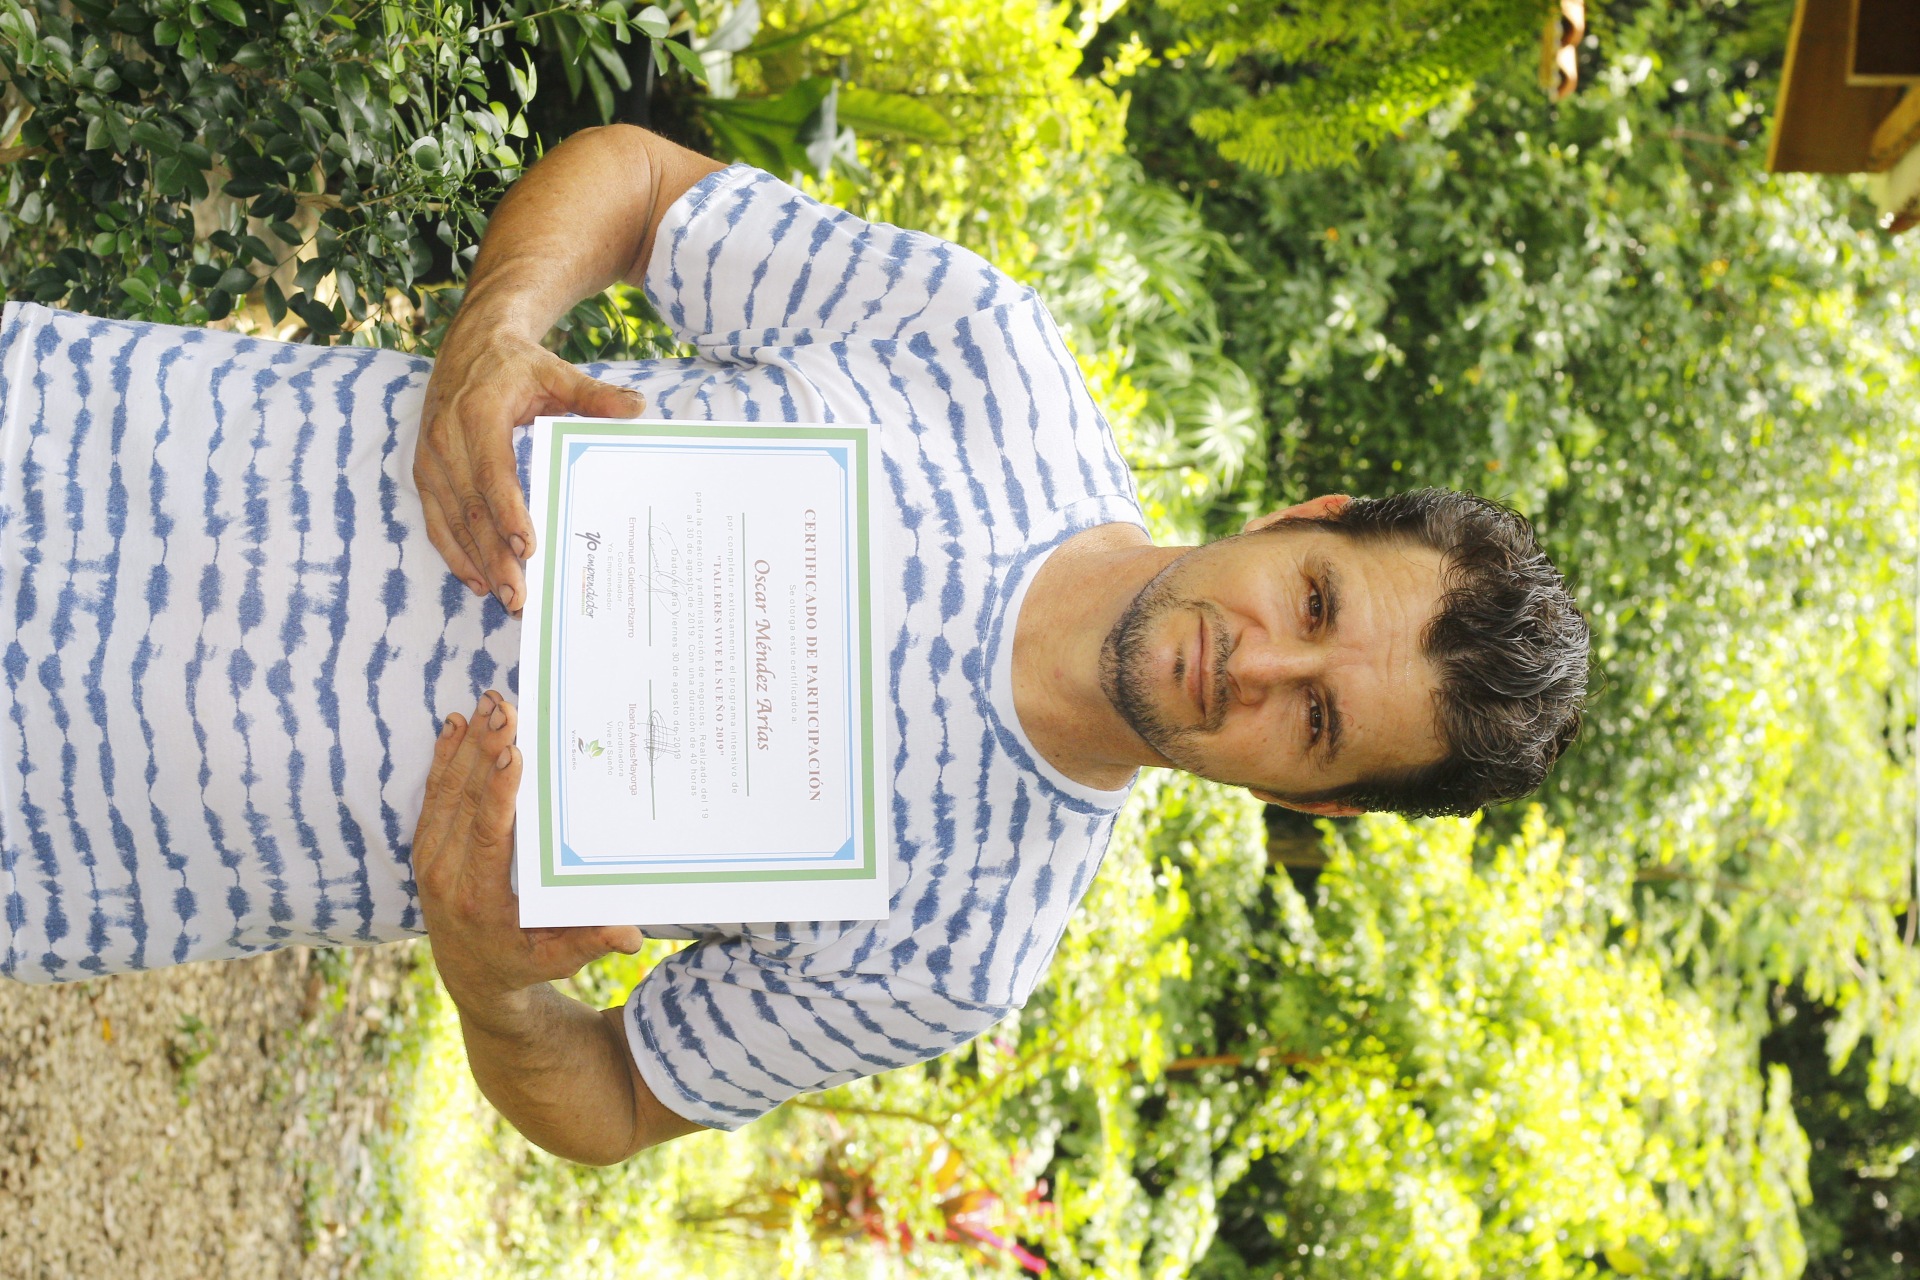 CERTIFICADO DE PARTICIPACIÓN
Se otorga este certificado a:
Oscar Méndez Arías
por completar exitosamente el programa intensivo de
"TALLERES VIVE EL SUEÑO 2019"
para la creación y administración de negocios. Realizado del 19
al 30 de agosto de 2019. Con una duración de 40 horas
Dado el día Viernes 30 de agosto de 2019
Emmanuel Gutiérrez Pizarro
Coordinador
Yo Emprendedor
Ileana Áviles Mayorga
Coordinadora
Vive el Sueño
Yo emprendedor